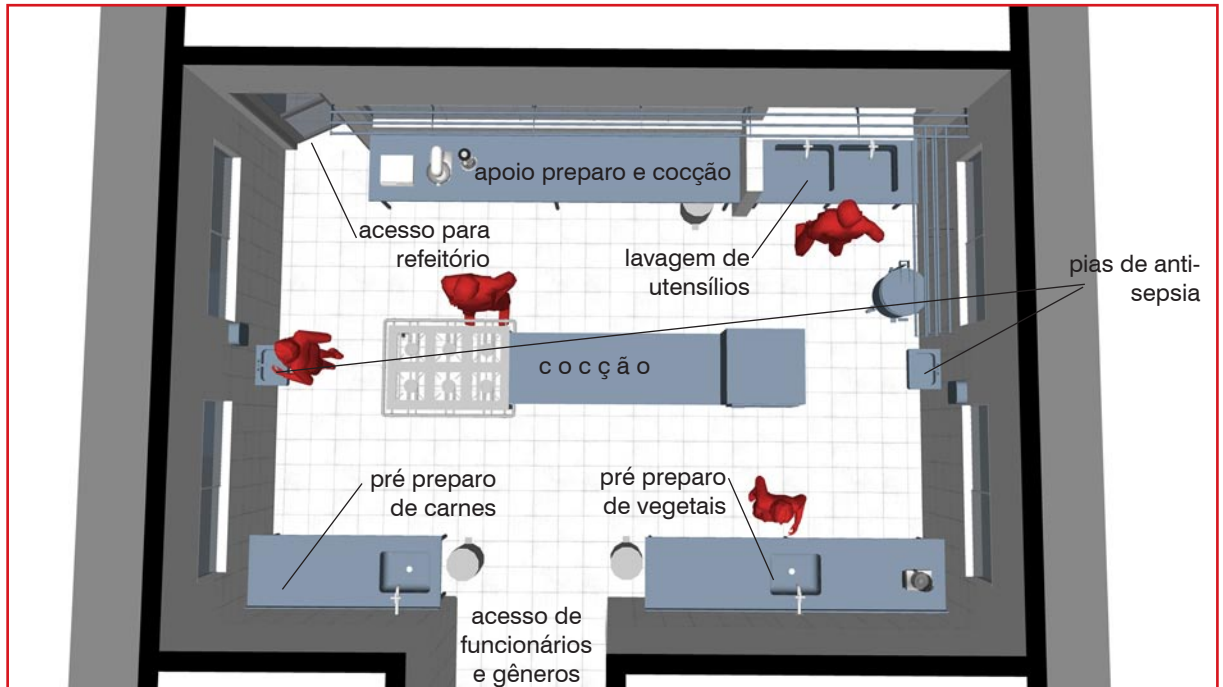 apoio preparo e cocção
acesso para
refeitório
lavagem de
utensílios
pias de anti-
sepsia
cocção
pré preparo
de carnes
pré preparo
de vegetais
acesso de
funcionários
e gêneros